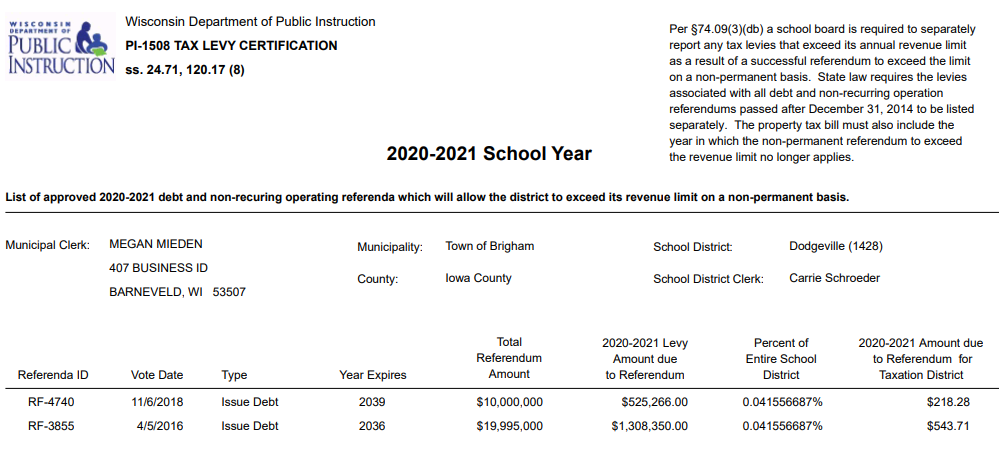 WISCONSIN
DEPARTMENT OF
PUBLIC
INSTRUCTION
Wisconsin Department of Public Instruction
PI-1508 TAX LEVY CERTIFICATION
ss. 24.71, 120.17 (8)
Per §74.09(3)(db) a school board is required to separately
report any tax levies that exceed its annual revenue limit
as a result of a successful referendum to exceed the limit
on a non-permanent basis. State law requires the levies
associated with all debt and non-recurring operation
referendums passed after December 31, 2014 to be listed
separately. The property tax bill must also include the
year in which the non-permanent referendum to exceed
the revenue limit no longer applies.
2020-2021 School Year
List of approved 2020-2021 debt and non-recuring operating referenda which will allow the district to exceed its revenue limit on a non-permanent basis.
Municipal Clerk: MEGAN MIEDEN Municipality: Town of Brigham School District: Dodgeville (1428)
407 BUSINESS ID
County: Iowa County School District Clerk: Carrie Schroeder
BARNEVELD, WI 53507
Total 2020-2021 Levy Percent of 2020-2021 Amount due
Referendum Amount due Entire School to Referendum for
Referenda ID Vote Date Type Year Expires Amount to Referendum District Taxation District
RF-4740 11/6/2018 Issue Debt 2039 $10,000,000 $525,266.00 0.041556687% $218.28
RF-3855 4/5/2016 Issue Debt 2036 $19,995,000 $1,308,350.00 0.041556687% $543.71